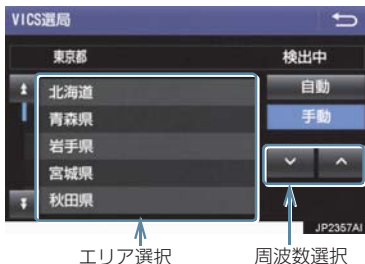 VICS選局
東京都 検出中
北海道 自動
青森県 手動
岩手県
宮城県
秋田県
JP2357AI
エリア選択 周波数選択